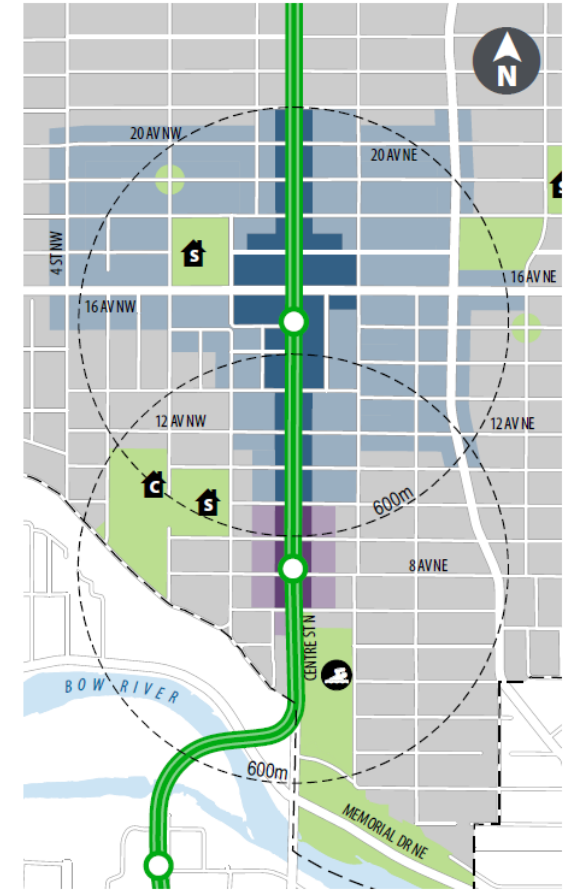 N
20 AV NW
20 AV NE
S
S
4 ST NW
16 AV NE
16 AV NW
12 AV NW
12 AV NE
C
S
600m
8 AV NE
CENTRE ST N
BOW RIVER
600m
MEMORIAL DR NE